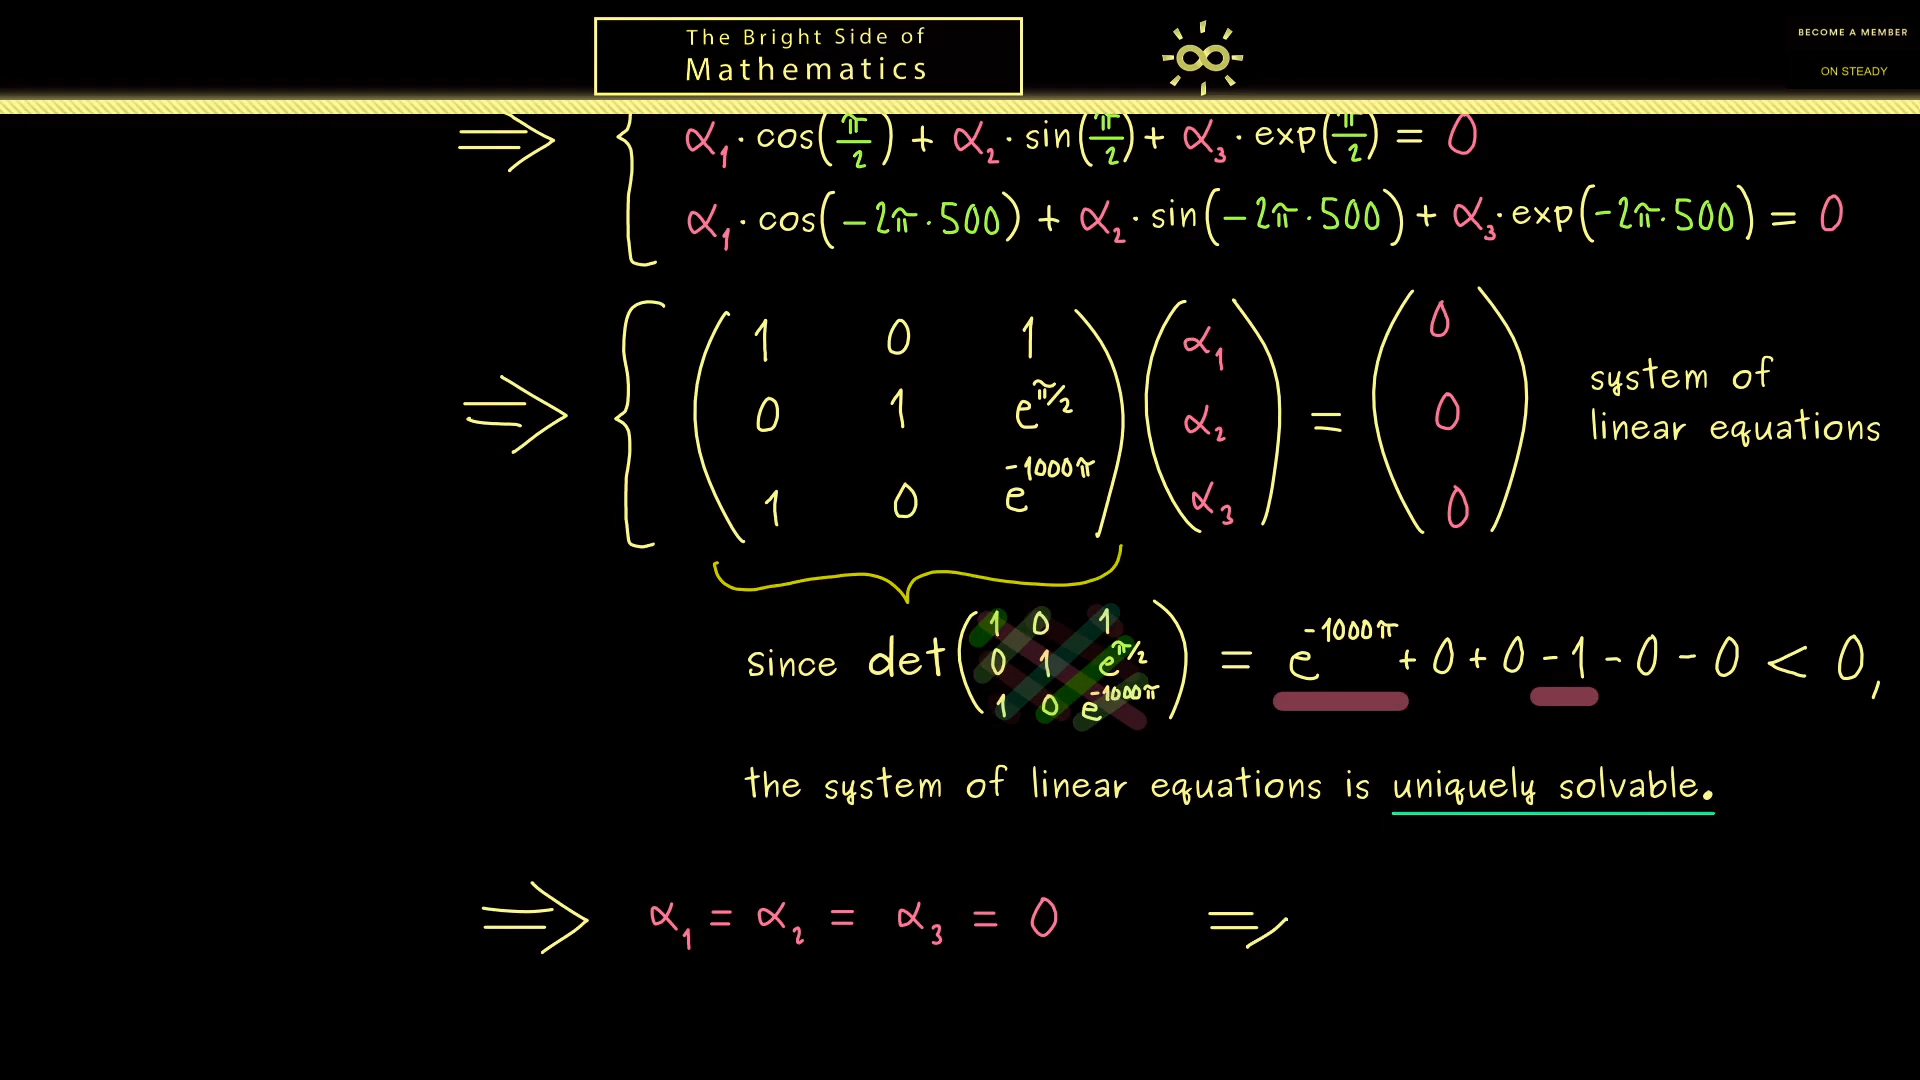 The Bright Side of
Mathematics
BECOME A MEMBER
ON STEADY
⟹ { α₁ · cos(π/2) + α₂ · sin(π/2) + α₃ · exp(π/2) = 0
α₁ · cos(−2π·500) + α₂ · sin(−2π·500) + α₃ · exp(−2π·500) = 0
⟹ { ( 1 0 1 ) ( α₁ ) = ( 0 )
( 0 1 e^(π/2) ) ( α₂ ) = ( 0 )
( 1 0 e^(−1000π) ) ( α₃ ) = ( 0 )
system of
linear equations
since det( 1 0 1
0 1 e^(π/2)
1 0 e^(−1000π) ) = e^(−1000π) + 0 + 0 − 1 − 0 − 0 < 0,
the system of linear equations is uniquely solvable.
⟹ α₁ = α₂ = α₃ = 0 ⟹